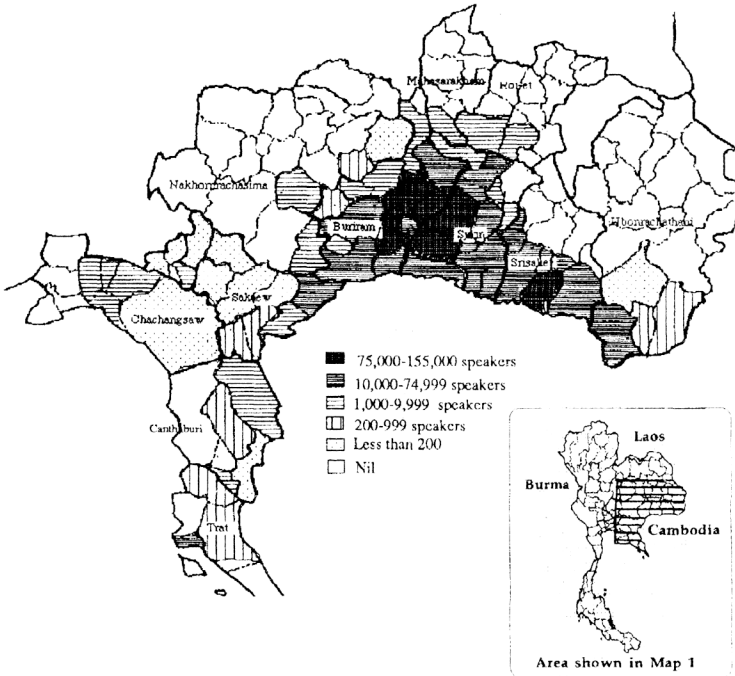 Mahasarakham
Roiet
Nakhonrachasima
Ubonrachathani
Buriram
Surin
Srisaket
Sakaew
Chachangsaw
75,000-155,000 speakers
10,000-74,999 speakers
1,000-9,999 speakers
200-999 speakers
Less than 200
Nil
Canthaburi
Trat
Laos
Burma
Cambodia
Area shown in Map 1